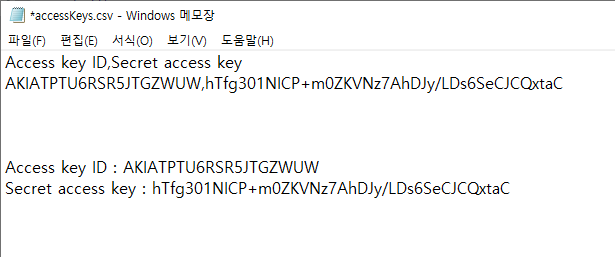 *accessKeys.csv - Windows 메모장
파일(F) 편집(E) 서식(O) 보기(V) 도움말(H)
Access key ID,Secret access key
AKIATPTU6RSR5JTGZWUW,hTfg301NICP+m0ZKVNz7AhDJy/LDs6SeCJCQxtaC
Access key ID : AKIATPTU6RSR5JTGZWUW
Secret access key : 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